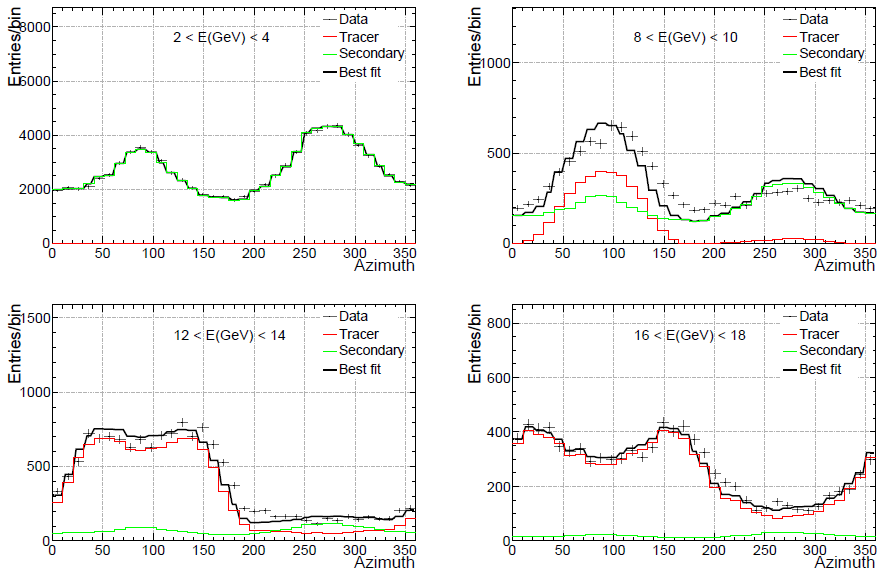 Entries/bin
8000
6000
4000
2000
0
2 < E(GeV) < 4
Data
Tracer
Secondary
Best fit
0 50 100 150 200 250 300 350
Azimuth
Entries/bin
1000
500
0
8 < E(GeV) < 10
Data
Tracer
Secondary
Best fit
0 50 100 150 200 250 300 350
Azimuth
Entries/bin
1500
1000
500
0
12 < E(GeV) < 14
Data
Tracer
Secondary
Best fit
0 50 100 150 200 250 300 350
Azimuth
Entries/bin
800
600
400
200
0
16 < E(GeV) < 18
Data
Tracer
Secondary
Best fit
0 50 100 150 200 250 300 350
Azimuth